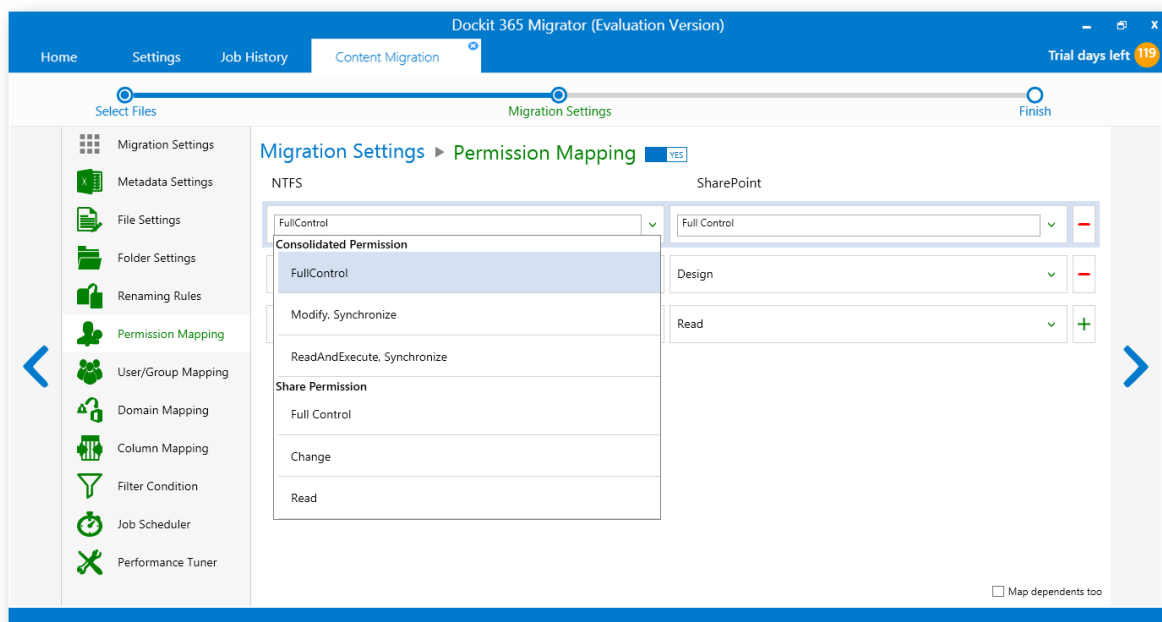 Dockit 365 Migrator (Evaluation Version)
Home Settings Job History Content Migration Trial days left 119
Select Files Migration Settings Finish
Migration Settings
Metadata Settings
File Settings
Folder Settings
Renaming Rules
Permission Mapping
User/Group Mapping
Domain Mapping
Column Mapping
Filter Condition
Job Scheduler
Performance Tuner
Migration Settings Permission Mapping YES
NTFS SharePoint
FullControl Full Control
Consolidated Permission
FullControl
Design
Modify, Synchronize
Read
ReadAndExecute, Synchronize
Share Permission
Full Control
Change
Read
Map dependents too